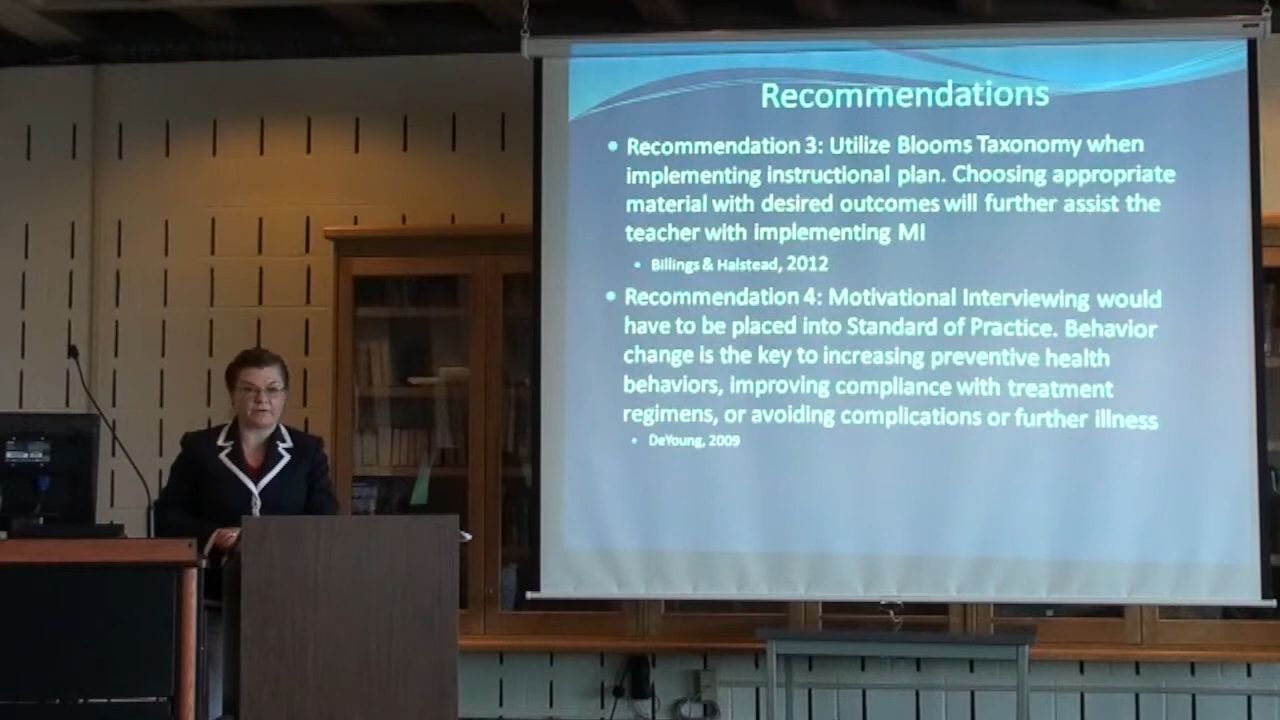 Recommendations
• Recommendation 3: Utilize Blooms Taxonomy when
implementing instructional plan. Choosing appropriate
material with desired outcomes will further assist the
teacher with implementing MI
• Billings & Halstead, 2012
• Recommendation 4: Motivational Interviewing would
have to be placed into Standard of Practice. Behavior
change is the key to increasing preventive health
behaviors, improving compliance with treatment
regimens, or avoiding complications or further illness
• DeYoung, 2009